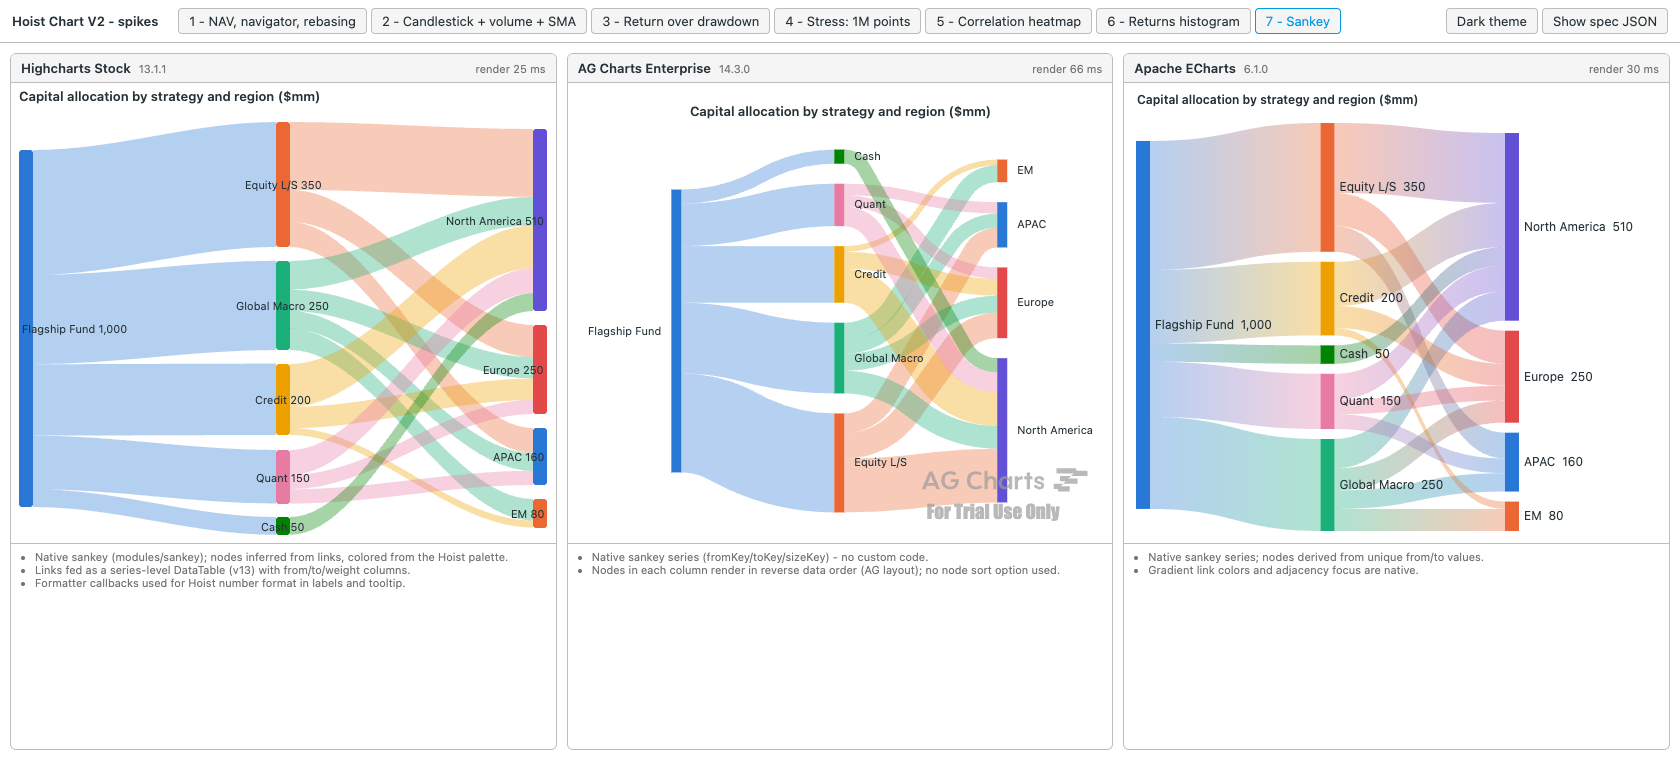 Hoist Chart V2 - spikes
1 - NAV, navigator, rebasing
2 - Candlestick + volume + SMA
3 - Return over drawdown
4 - Stress: 1M points
5 - Correlation heatmap
6 - Returns histogram
7 - Sankey
Dark theme
Show spec JSON
Highcharts Stock 13.1.1
render 25 ms
Capital allocation by strategy and region ($mm)
Equity L/S 350
North America 510
Global Macro 250
Flagship Fund 1,000
Europe 250
Credit 200
APAC 160
Quant 150
EM 80
Cash 50
Native sankey (modules/sankey); nodes inferred from links, colored from the Hoist palette.
Links fed as a series-level DataTable (v13) with from/to/weight columns.
Formatter callbacks used for Hoist number format in labels and tooltip.
AG Charts Enterprise 14.3.0
render 66 ms
Capital allocation by strategy and region ($mm)
Cash
EM
Quant
APAC
Credit
Europe
Flagship Fund
Global Macro
North America
Equity L/S
AG Charts
For Trial Use Only
Native sankey series (fromKey/toKey/sizeKey) - no custom code.
Nodes in each column render in reverse data order (AG layout); no node sort option used.
Apache ECharts 6.1.0
render 30 ms
Capital allocation by strategy and region ($mm)
Equity L/S 350
North America 510
Credit 200
Flagship Fund 1,000
Cash 50
Europe 250
Quant 150
APAC 160
Global Macro 250
EM 80
Native sankey series; nodes derived from unique from/to values.
Gradient link colors and adjacency focus are native.